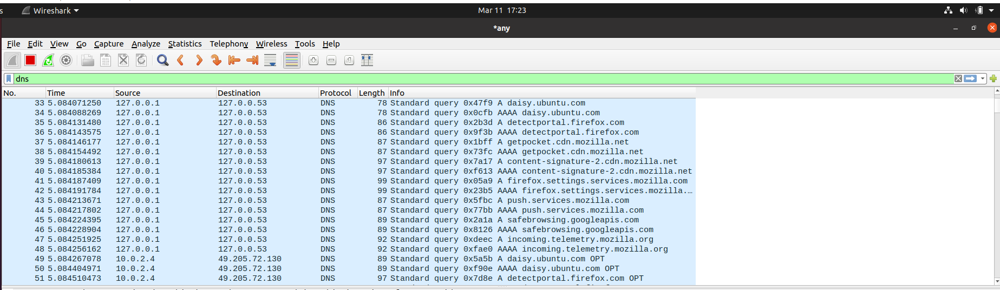 s Wireshark Mar 11 17:23
*any
File Edit View Go Capture Analyze Statistics Telephony Wireless Tools Help
dns
No. Time Source Destination Protocol Length Info
33 5.084071250 127.0.0.1 127.0.0.53 DNS 78 Standard query 0x47f9 A daisy.ubuntu.com
34 5.084088269 127.0.0.1 127.0.0.53 DNS 78 Standard query 0x0cfb AAAA daisy.ubuntu.com
35 5.084131480 127.0.0.1 127.0.0.53 DNS 86 Standard query 0x2b3d A detectportal.firefox.com
36 5.084143575 127.0.0.1 127.0.0.53 DNS 86 Standard query 0x9f3b AAAA detectportal.firefox.com
37 5.084146177 127.0.0.1 127.0.0.53 DNS 87 Standard query 0x1bff A getpocket.cdn.mozilla.net
38 5.084154492 127.0.0.1 127.0.0.53 DNS 87 Standard query 0x73fc AAAA getpocket.cdn.mozilla.net
39 5.084180613 127.0.0.1 127.0.0.53 DNS 97 Standard query 0x7a17 A content-signature-2.cdn.mozilla.net
40 5.084185384 127.0.0.1 127.0.0.53 DNS 97 Standard query 0xf613 AAAA content-signature-2.cdn.mozilla.net
41 5.084187409 127.0.0.1 127.0.0.53 DNS 99 Standard query 0x05a9 A firefox.settings.services.mozilla.com
42 5.084191784 127.0.0.1 127.0.0.53 DNS 99 Standard query 0x23b5 AAAA firefox.settings.services.mozilla.…
43 5.084213671 127.0.0.1 127.0.0.53 DNS 87 Standard query 0x5fbc A push.services.mozilla.com
44 5.084217802 127.0.0.1 127.0.0.53 DNS 87 Standard query 0x77bb AAAA push.services.mozilla.com
45 5.084224395 127.0.0.1 127.0.0.53 DNS 89 Standard query 0x2a1a A safebrowsing.googleapis.com
46 5.084228904 127.0.0.1 127.0.0.53 DNS 89 Standard query 0x8126 AAAA safebrowsing.googleapis.com
47 5.084251925 127.0.0.1 127.0.0.53 DNS 92 Standard query 0xdeec A incoming.telemetry.mozilla.org
48 5.084256162 127.0.0.1 127.0.0.53 DNS 92 Standard query 0xfae0 AAAA incoming.telemetry.mozilla.org
49 5.084267078 10.0.2.4 49.205.72.130 DNS 89 Standard query 0x5a5b A daisy.ubuntu.com OPT
50 5.084404971 10.0.2.4 49.205.72.130 DNS 89 Standard query 0xf90e AAAA daisy.ubuntu.com OPT
51 5.084510473 10.0.2.4 49.205.72.130 DNS 97 Standard query 0x7d8e A detectportal.firefox.com OPT